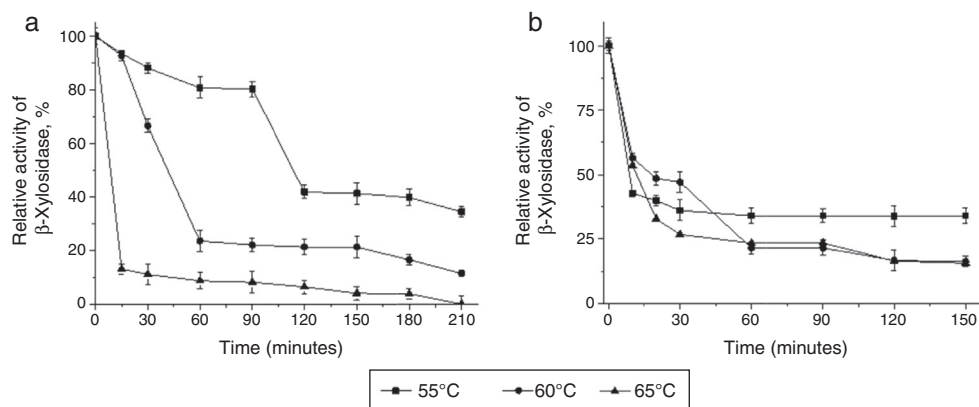 a
Relative activity of
β-Xylosidase, %
100
80
60
40
20
0
0 30 60 90 120 150 180 210
Time (minutes)
b
Relative activity of
β-Xylosidase, %
100
75
50
25
0
0 30 60 90 120 150
Time (minutes)
55°C 60°C 65°C